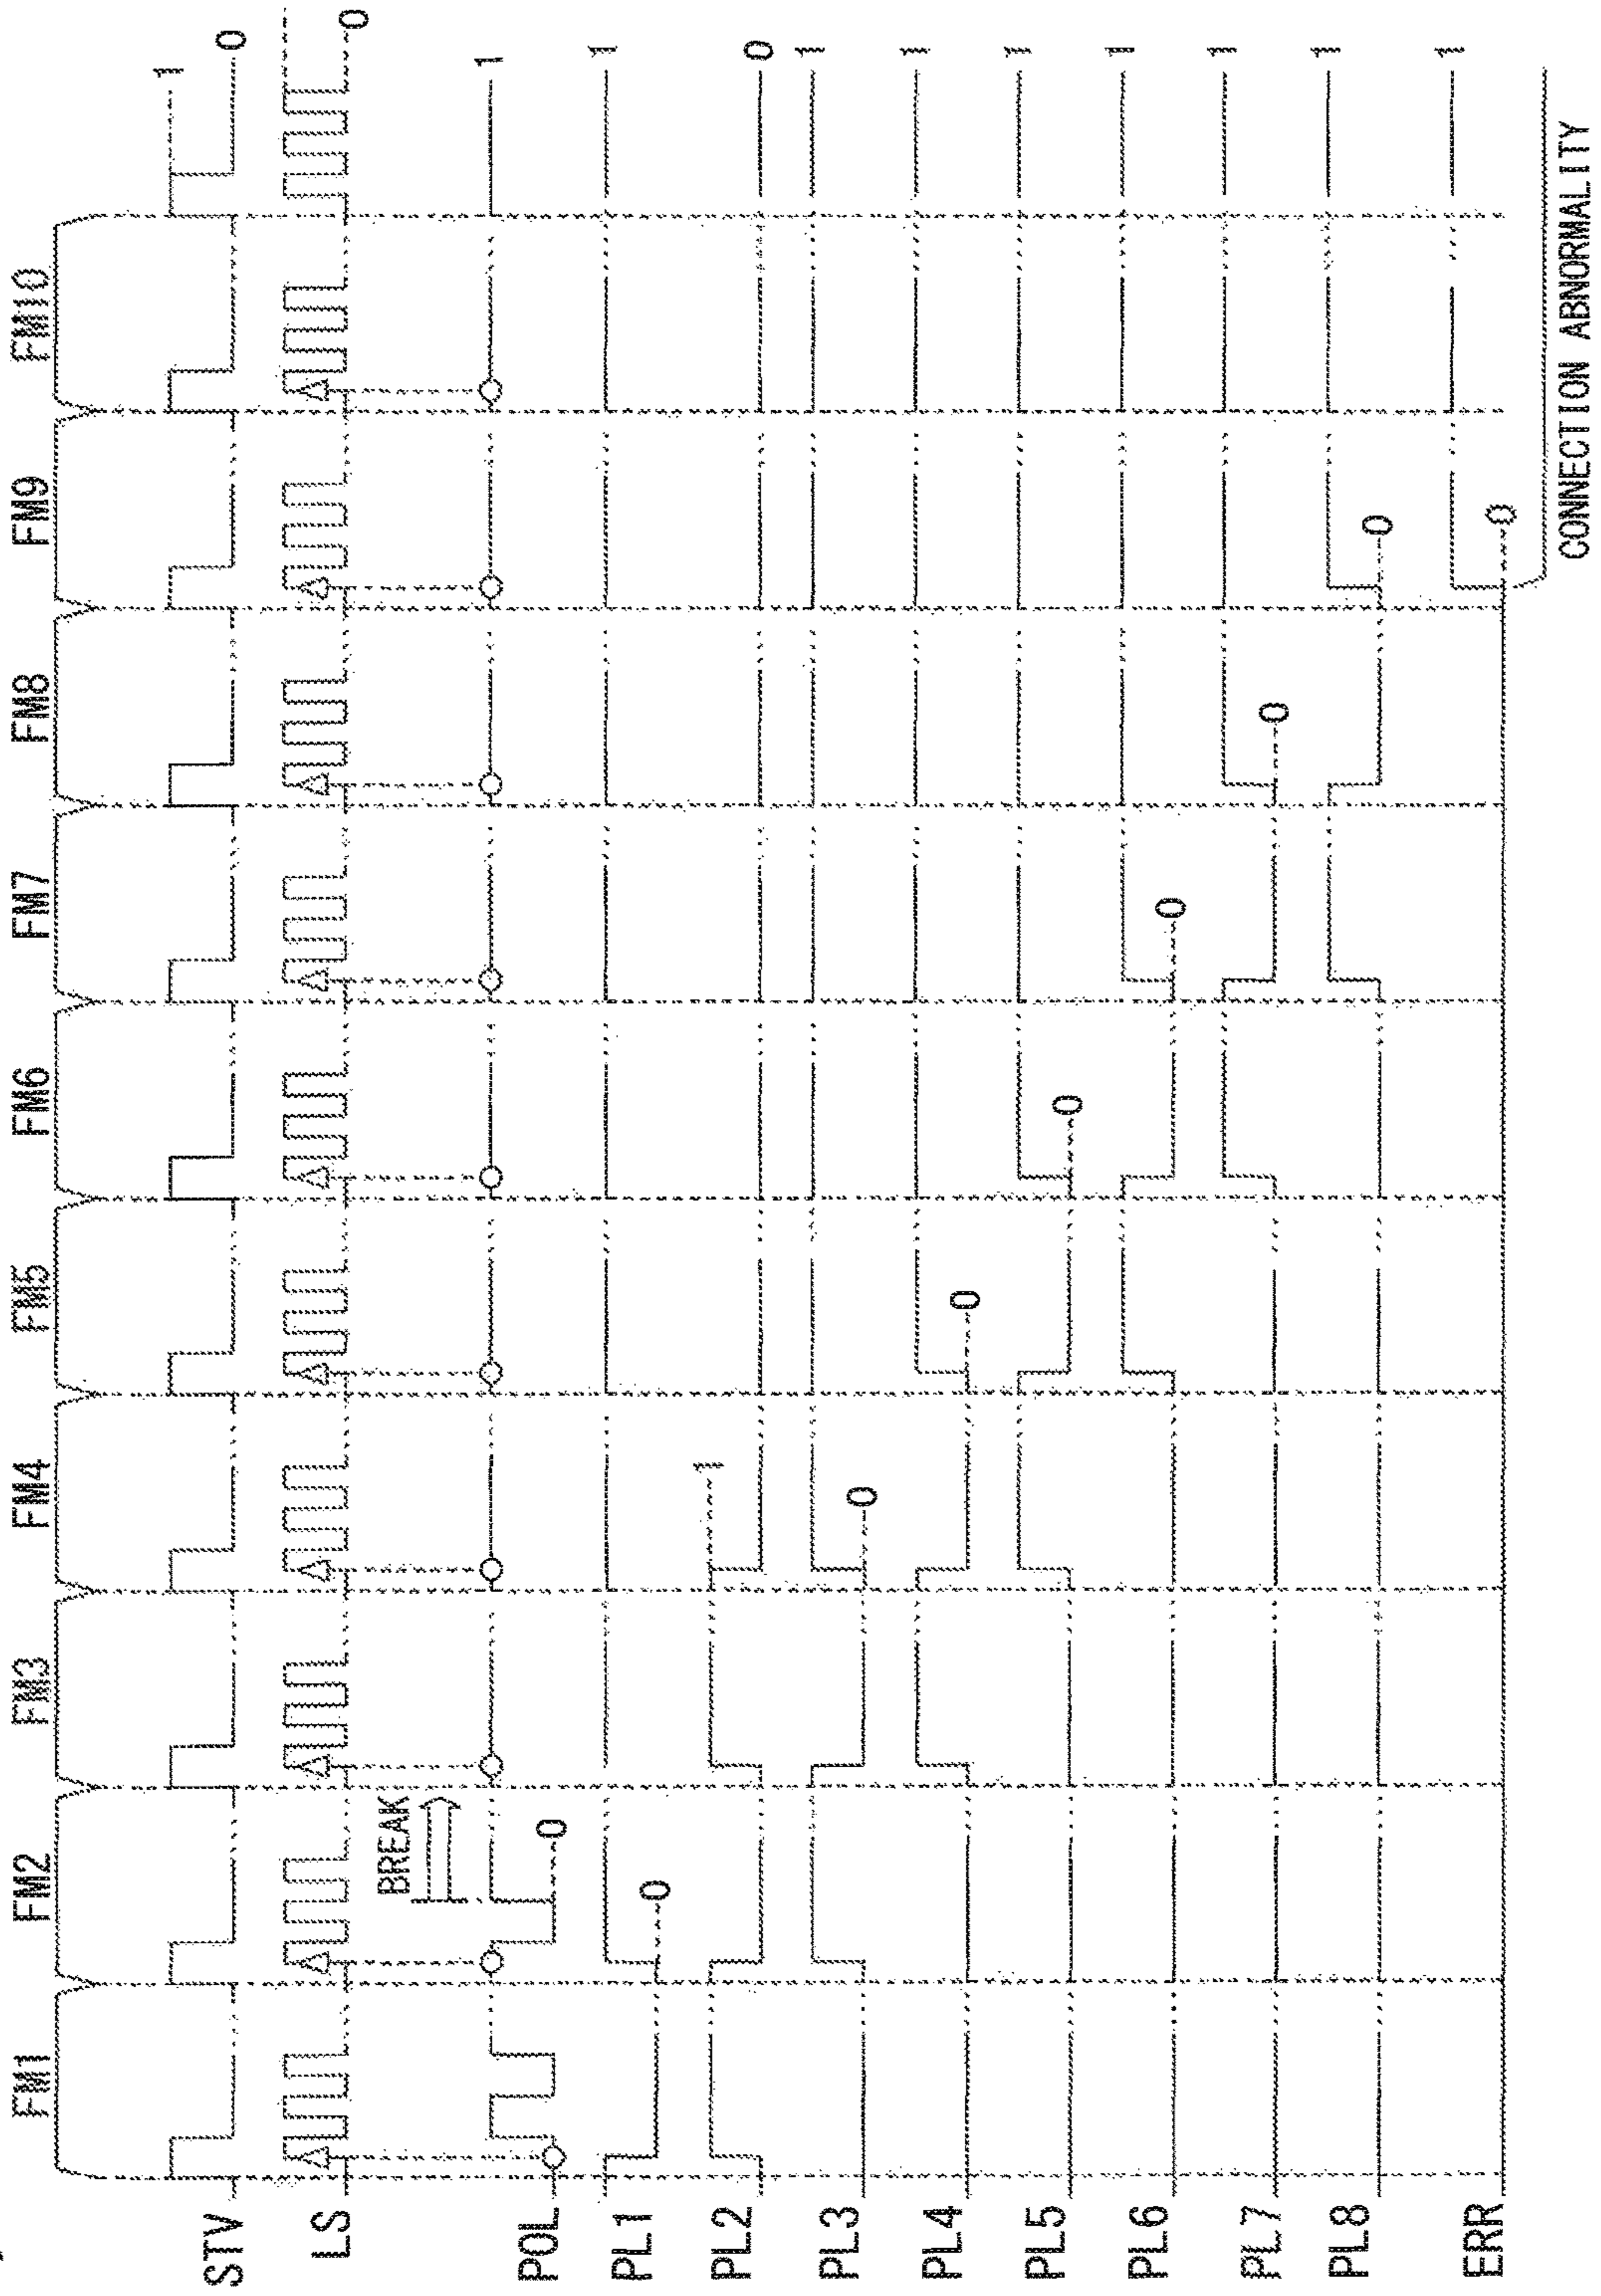 FM1 FM2 FM3 FM4 FM5 FM6 FM7 FM8 FM9 FM10
STV 1 0
LS 0
BREAK
POL 0 1
PL1 0 1
PL2 1 0
PL3 0 1
PL4 0 1
PL5 0 1
PL6 0 1
PL7 0 1
PL8 0 1
ERR 0 1
CONNECTION ABNORMALITY